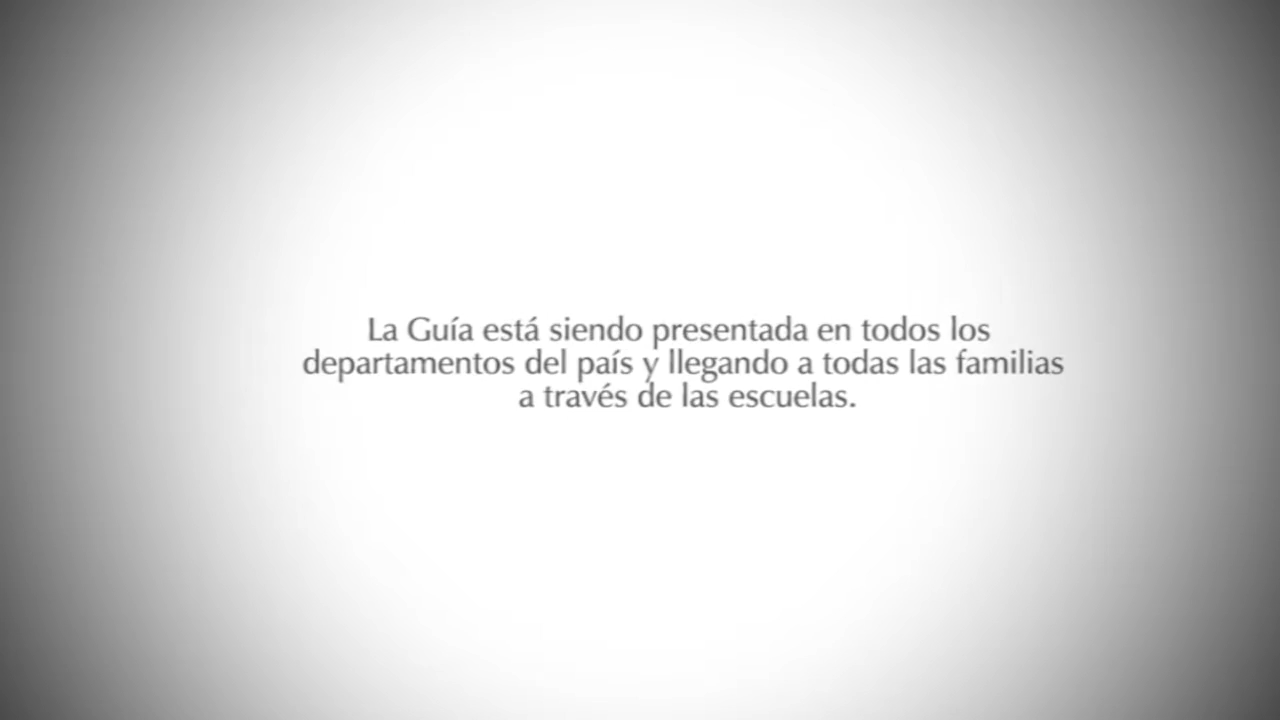 La Guía está siendo presentada en todos los
departamentos del país y llegando a todas las familias
a través de las escuelas.